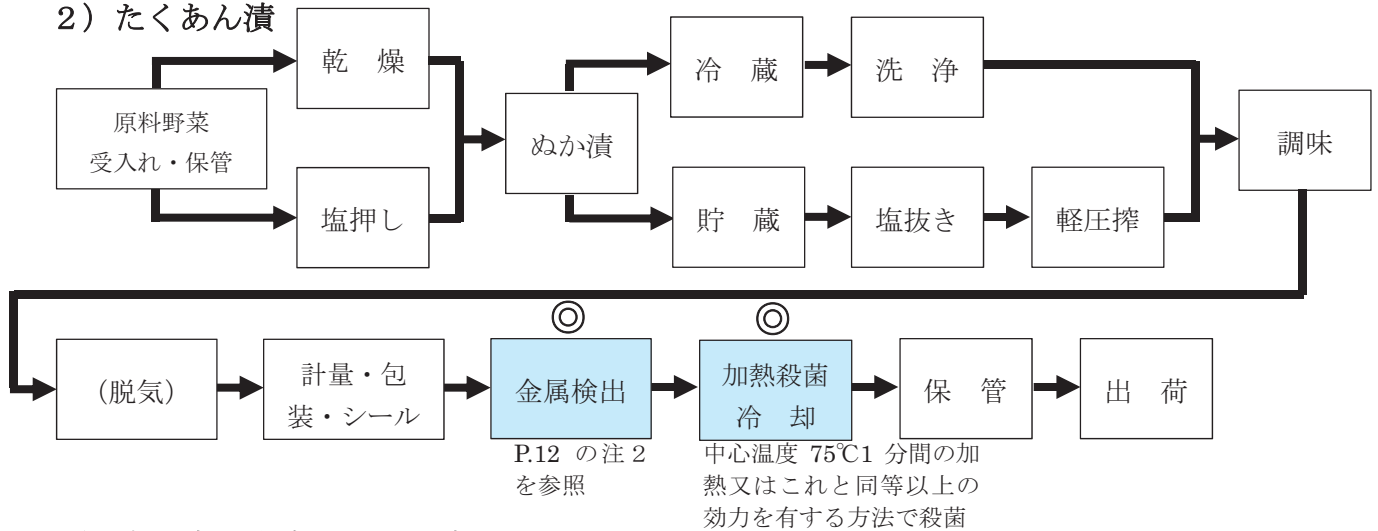 2）たくあん漬
乾　燥
冷　蔵
洗　浄
原料野菜
受入れ・保管
ぬか漬
調味
塩押し
貯　蔵
塩抜き
軽圧搾
◎
◎
（脱気）
計量・包
装・シール
金属検出
加熱殺菌
冷　却
保　管
出　荷
P.12 の注 2
を参照
中心温度 75℃1 分間の加
熱又はこれと同等以上の
効力を有する方法で殺菌